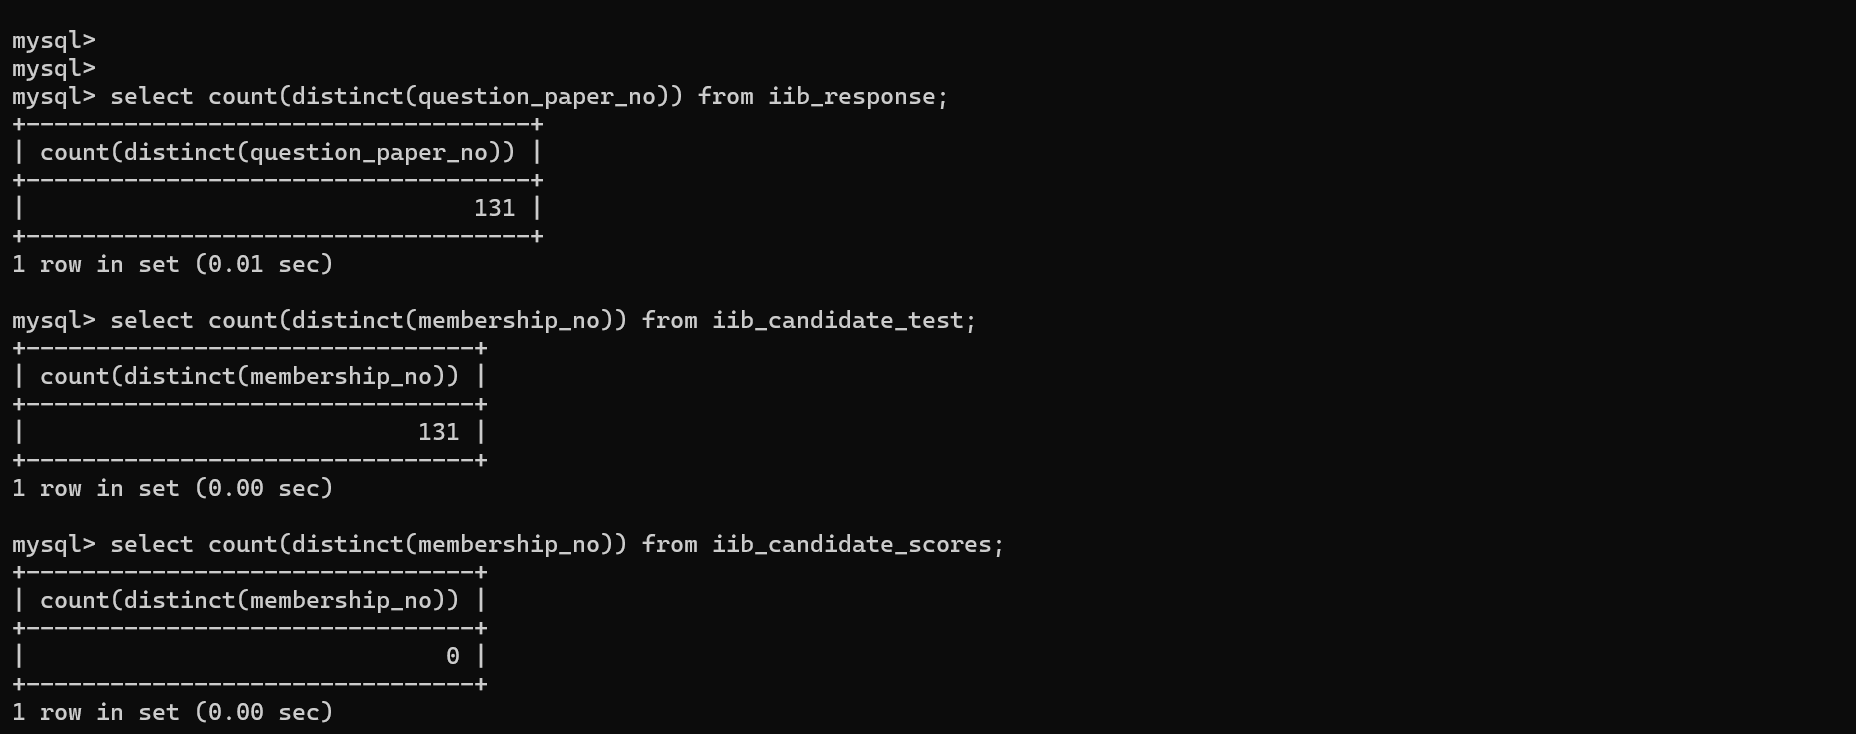 mysql>
mysql>
mysql> select count(distinct(question_paper_no)) from iib_response;
+------------------------------------+
| count(distinct(question_paper_no)) |
+------------------------------------+
|                                131 |
+------------------------------------+
1 row in set (0.01 sec)

mysql> select count(distinct(membership_no)) from iib_candidate_test;
+--------------------------------+
| count(distinct(membership_no)) |
+--------------------------------+
|                            131 |
+--------------------------------+
1 row in set (0.00 sec)

mysql> select count(distinct(membership_no)) from iib_candidate_scores;
+--------------------------------+
| count(distinct(membership_no)) |
+--------------------------------+
|                              0 |
+--------------------------------+
1 row in set (0.00 sec)